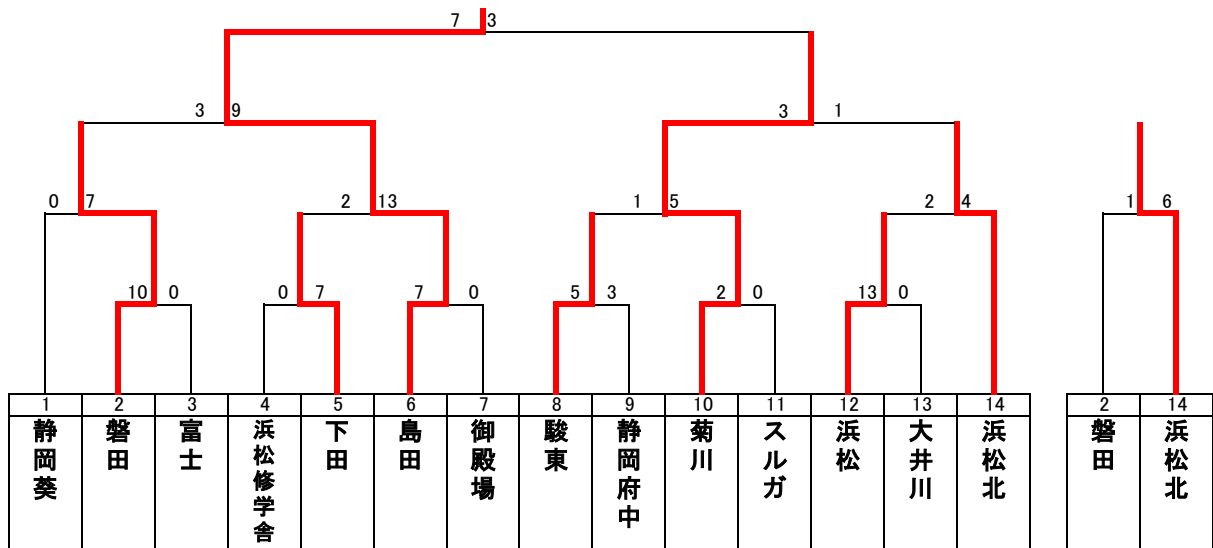 7 3
3 9 3 1
0 7 2 13 1 5 2 4 1 6
10 0 0 7 7 0 5 3 2 0 13 0
1 2 3 4 5 6 7 8 9 10 11 12 13 14 2 14
静岡葵
磐田
富士
浜松修学舎
下田
島田
御殿場
駿東
静岡府中
菊川
スルガ
浜松
大井川
浜松北
磐田
浜松北